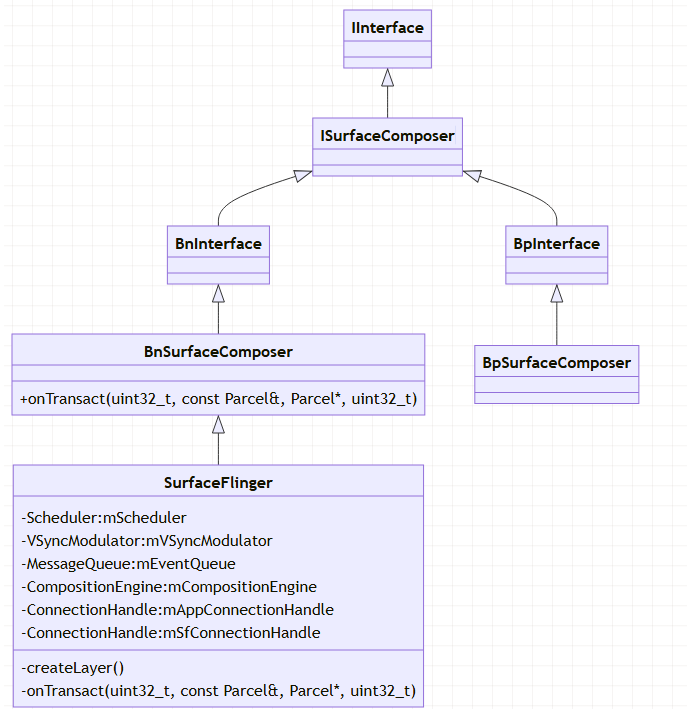 IInterface
ISurfaceComposer
BnInterface
BpInterface
BnSurfaceComposer
+onTransact(uint32_t, const Parcel&, Parcel*, uint32_t)
BpSurfaceComposer
SurfaceFlinger
-Scheduler:mScheduler
-VSyncModulator:mVSyncModulator
-MessageQueue:mEventQueue
-CompositionEngine:mCompositionEngine
-ConnectionHandle:mAppConnectionHandle
-ConnectionHandle:mSfConnectionHandle
-createLayer()
-onTransact(uint32_t, const Parcel&, Parcel*, uint32_t)